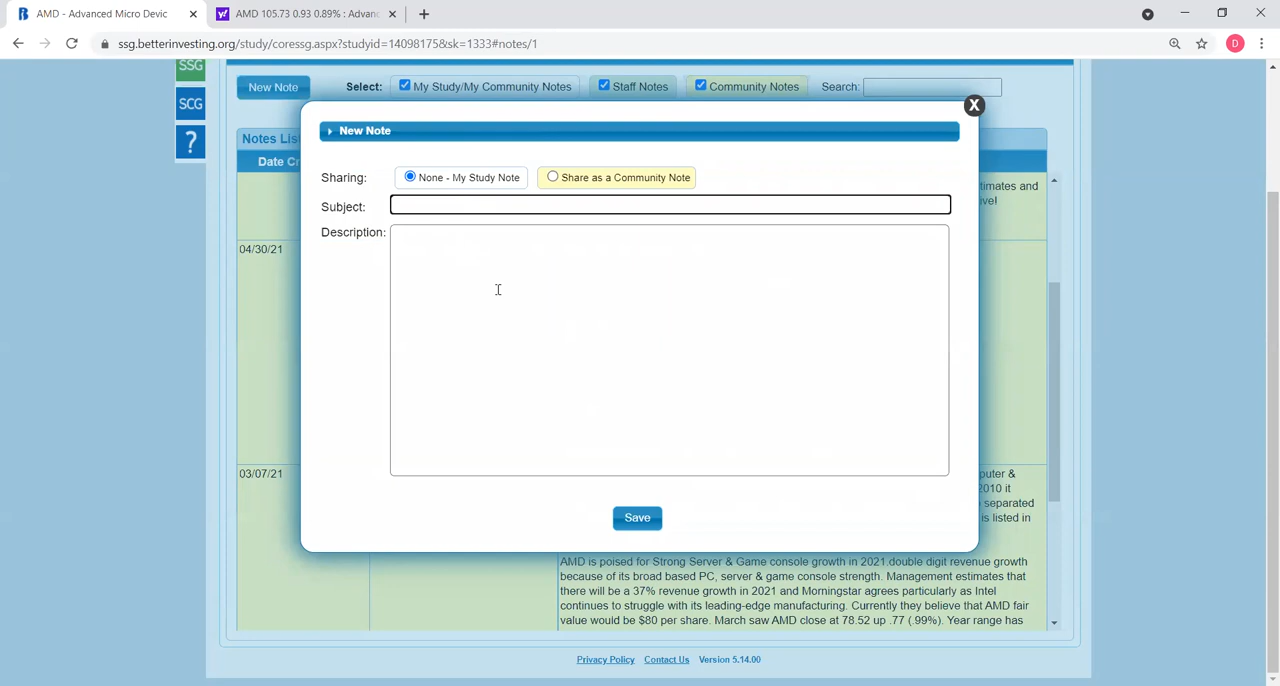 AMD - Advanced Micro Devic
AMD 105.73 0.93 0.89% : Advan
ssg.betterinvesting.org/study/coressg.aspx?studyid=14098175&sk=1333#notes/1
D
SSG
SCG
?
New Note
Select:
My Study/My Community Notes
Staff Notes
Community Notes
Search:
X
New Note
Notes Lis
Date Cr
Sharing:
None - My Study Note
Share as a Community Note
Subject:
Description:
timates and
ive!
04/30/21
03/07/21
puter &
2010 it
separated
is listed in
Save
AMD is poised for Strong Server & Game console growth in 2021.double digit revenue growth
because of its broad based PC, server & game console strength. Management estimates that
there will be a 37% revenue growth in 2021 and Morningstar agrees particularly as Intel
continues to struggle with its leading-edge manufacturing. Currently they believe that AMD fair
value would be $80 per share. March saw AMD close at 78.52 up .77 (.99%). Year range has
Privacy Policy Contact Us Version 5.14.00